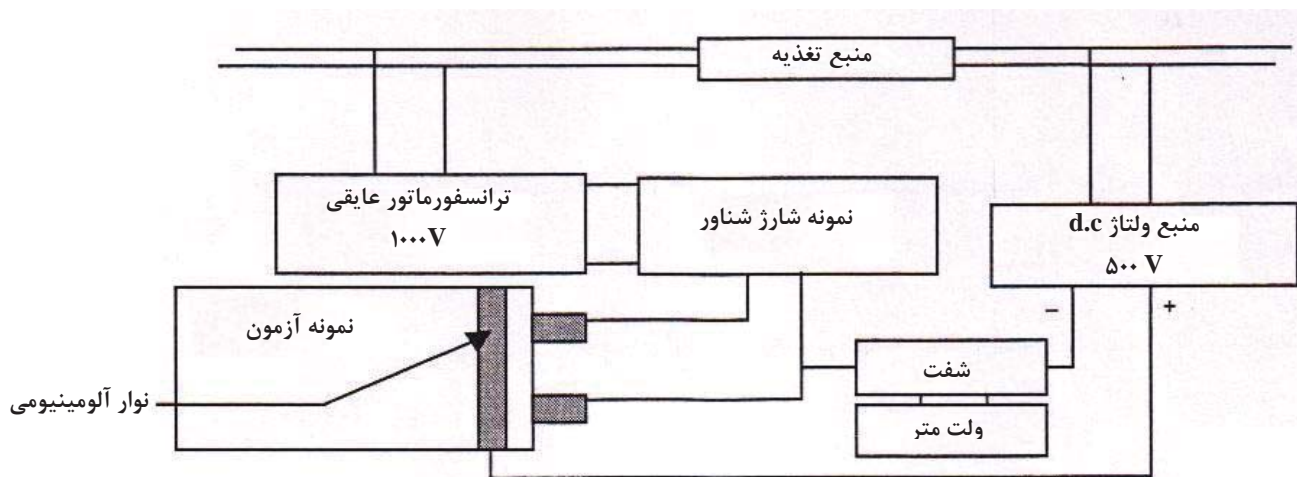 منبع تغذیه
ترانسفورماتور عایقی
۱۰۰۰V
نمونه شارژ شناور
منبع ولتاژ d.c
۵۰۰ V
− +
نمونه آزمون
شفت
نوار آلومینیومی
ولت متر